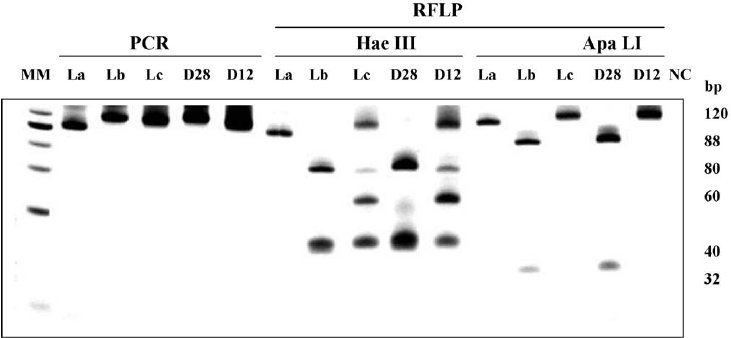 RFLP
PCR Hae III Apa LI
MM La Lb Lc D28 D12 La Lb Lc D28 D12 La Lb Lc D28 D12 NC
bp
120
88
80
60
40
32